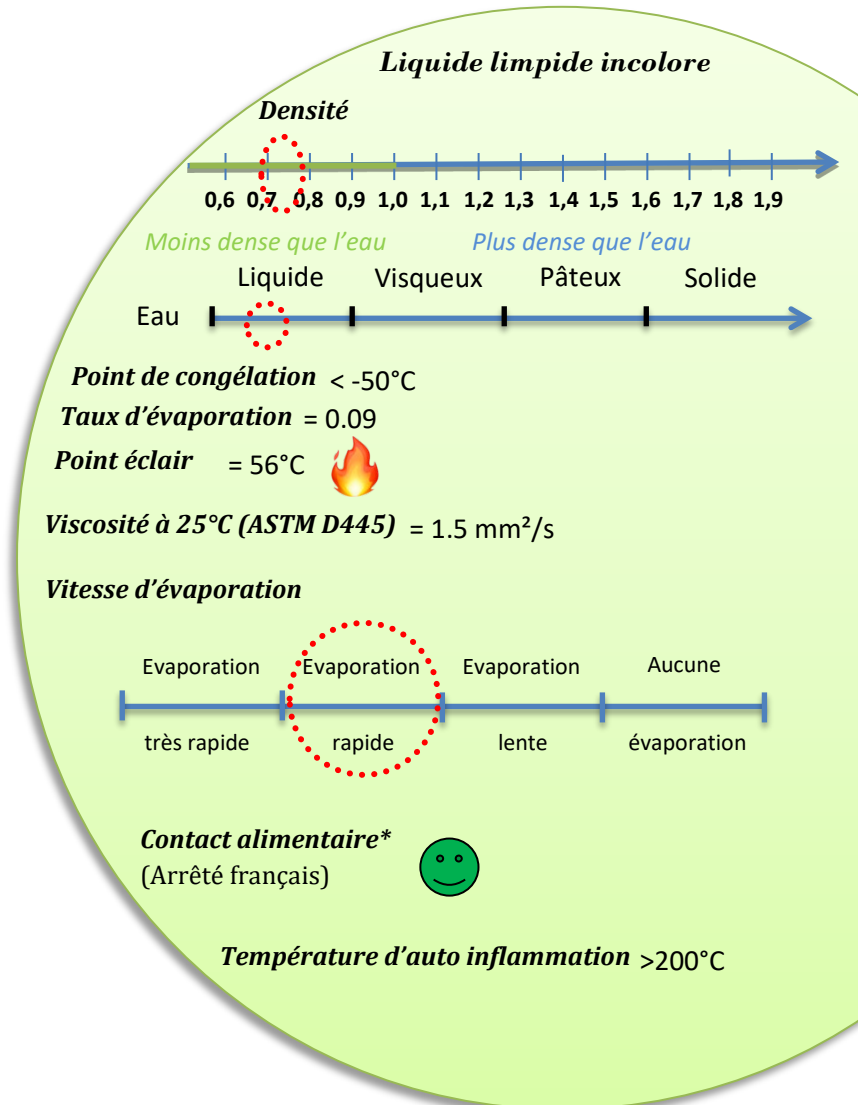 Liquide limpide incolore
Densité
0,6 0,7 0,8 0,9 1,0 1,1 1,2 1,3 1,4 1,5 1,6 1,7 1,8 1,9
Moins dense que l’eau Plus dense que l’eau
Liquide Visqueux Pâteux Solide
Eau
Point de congélation < -50°C
Taux d’évaporation = 0.09
Point éclair = 56°C
Viscosité à 25°C (ASTM D445) = 1.5 mm²/s
Vitesse d’évaporation
Evaporation Evaporation Evaporation Aucune
très rapide rapide lente évaporation
Contact alimentaire*
(Arrêté français)
Température d’auto inflammation >200°C